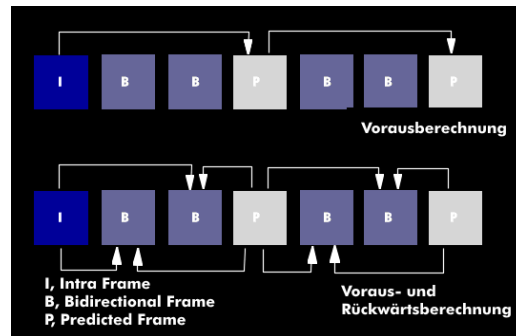 I B B P B B P
Vorausberechnung
I B B P B B P
I, Intra Frame
B, Bidirectional Frame
P, Predicted Frame
Voraus- und
Rückwärtsberechnung